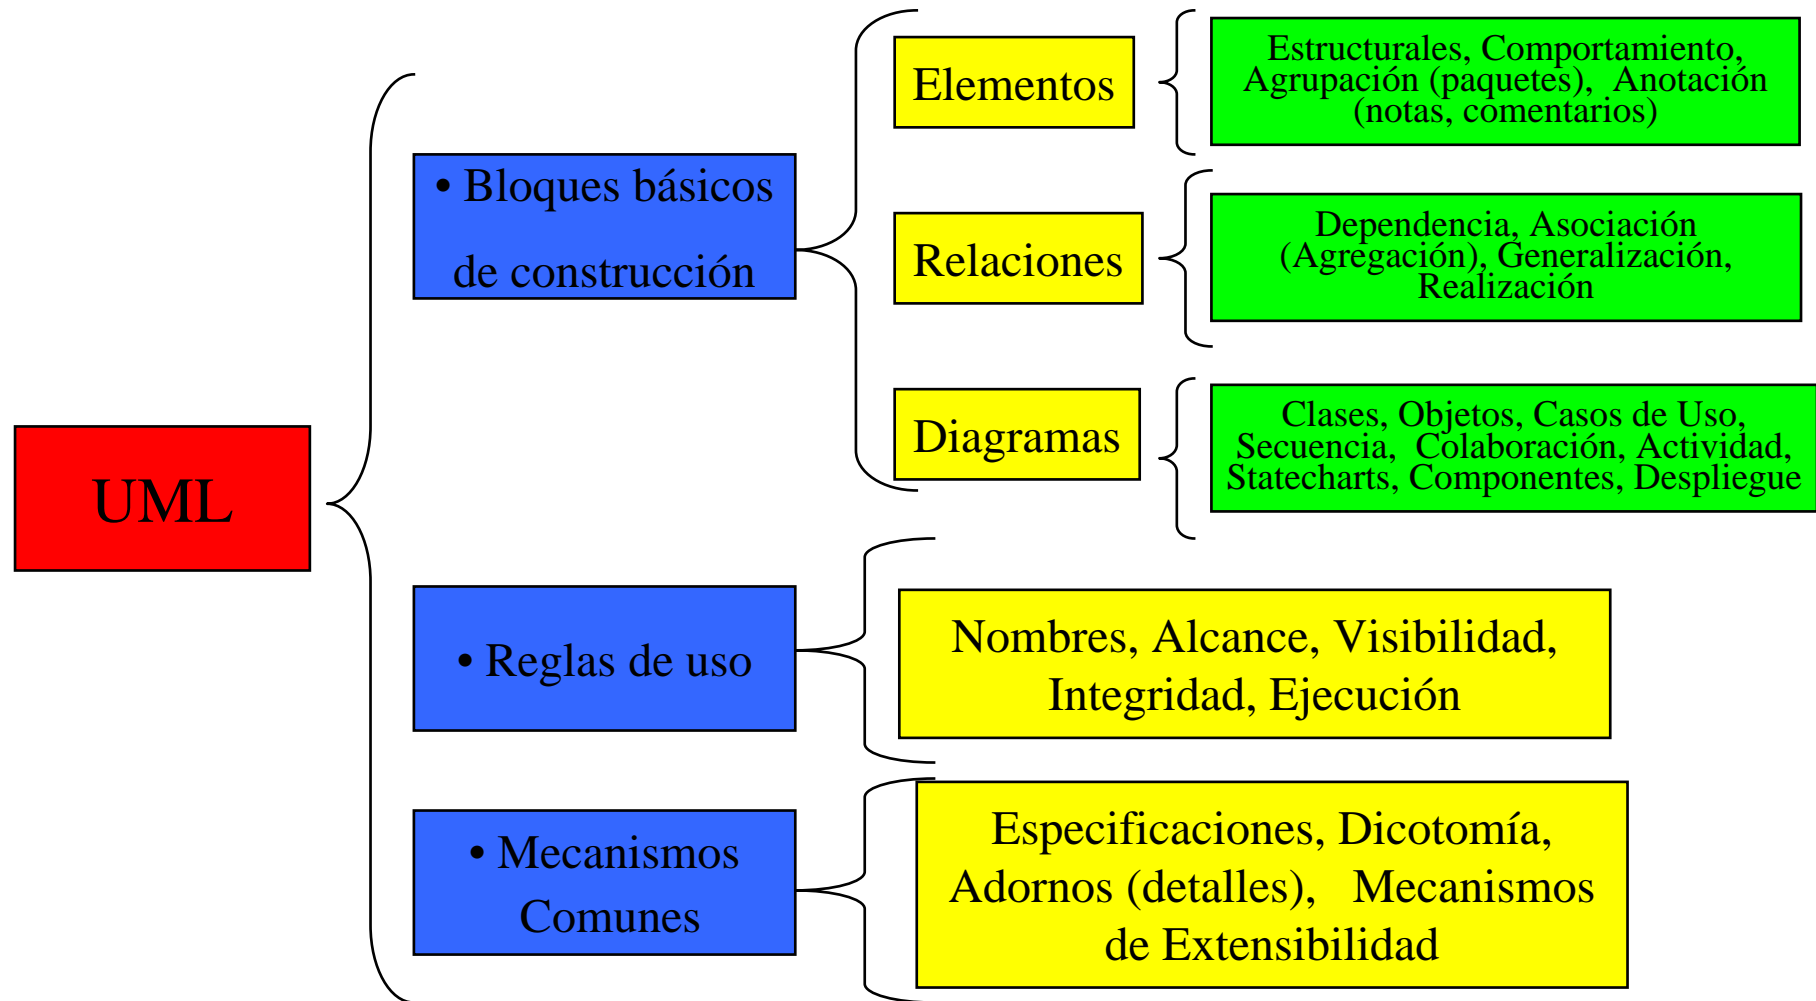 UML
• Bloques básicos
de construcción
Elementos
Estructurales, Comportamiento,
Agrupación (paquetes),  Anotación
(notas, comentarios)
Relaciones
Dependencia, Asociación
(Agregación), Generalización,
Realización
Diagramas
Clases, Objetos, Casos de Uso,
Secuencia,  Colaboración, Actividad,
Statecharts, Componentes, Despliegue
• Reglas de uso
Nombres, Alcance, Visibilidad,
Integridad, Ejecución
• Mecanismos
Comunes
Especificaciones, Dicotomía,
Adornos (detalles),   Mecanismos
de Extensibilidad